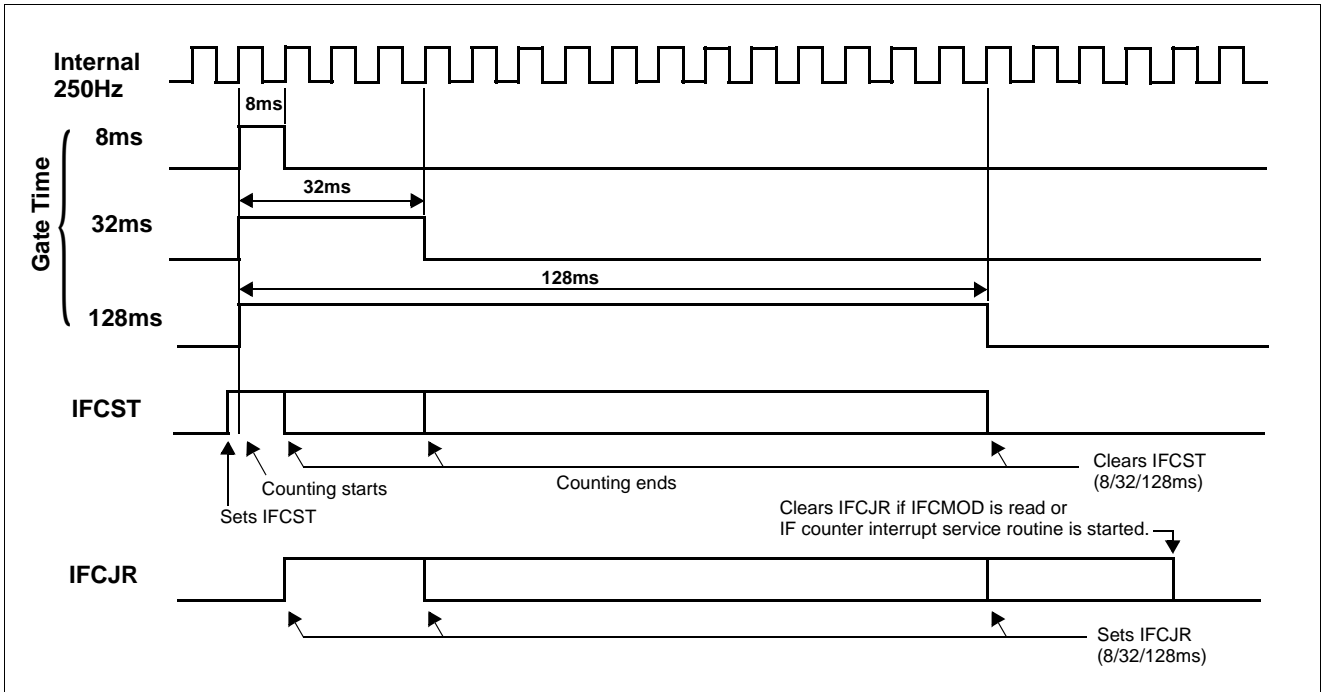 Internal
250Hz
8ms
Gate Time
8ms
32ms
32ms
128ms
128ms
IFCST
Counting starts
Sets IFCST
Counting ends
Clears IFCST
(8/32/128ms)
Clears IFCJR if IFCMOD is read or
IF counter interrupt service routine is started.
IFCJR
Sets IFCJR
(8/32/128ms)